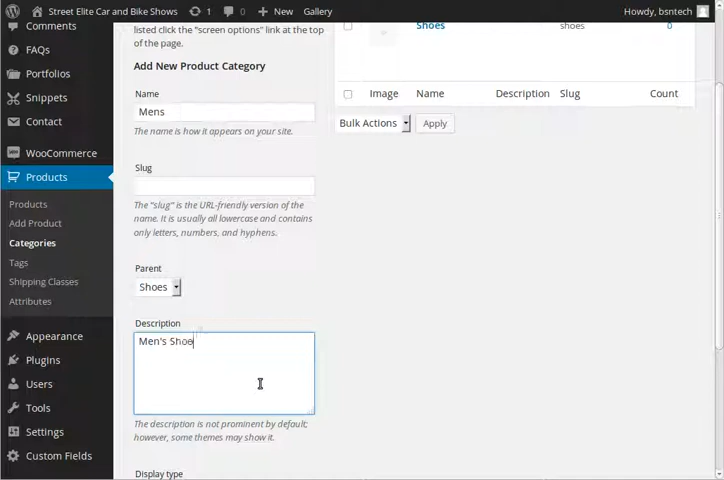 Street Elite Car and Bike Shows 1 0 New Gallery Howdy, bsntech
Comments
FAQs
Portfolios
Snippets
Contact
WooCommerce
Products
Products
Add Product
Categories
Tags
Shipping Classes
Attributes
Appearance
Plugins
Users
Tools
Settings
Custom Fields
listed click the "screen options" link at the top
of the page.
Add New Product Category
Name
Mens
The name is how it appears on your site.
Slug
The "slug" is the URL-friendly version of the
name. It is usually all lowercase and contains
only letters, numbers, and hyphens.
Parent
Shoes
Description
Men's Shoe
The description is not prominent by default;
however, some themes may show it.
Display type
Shoes shoes 0
Image Name Description Slug Count
Bulk Actions Apply